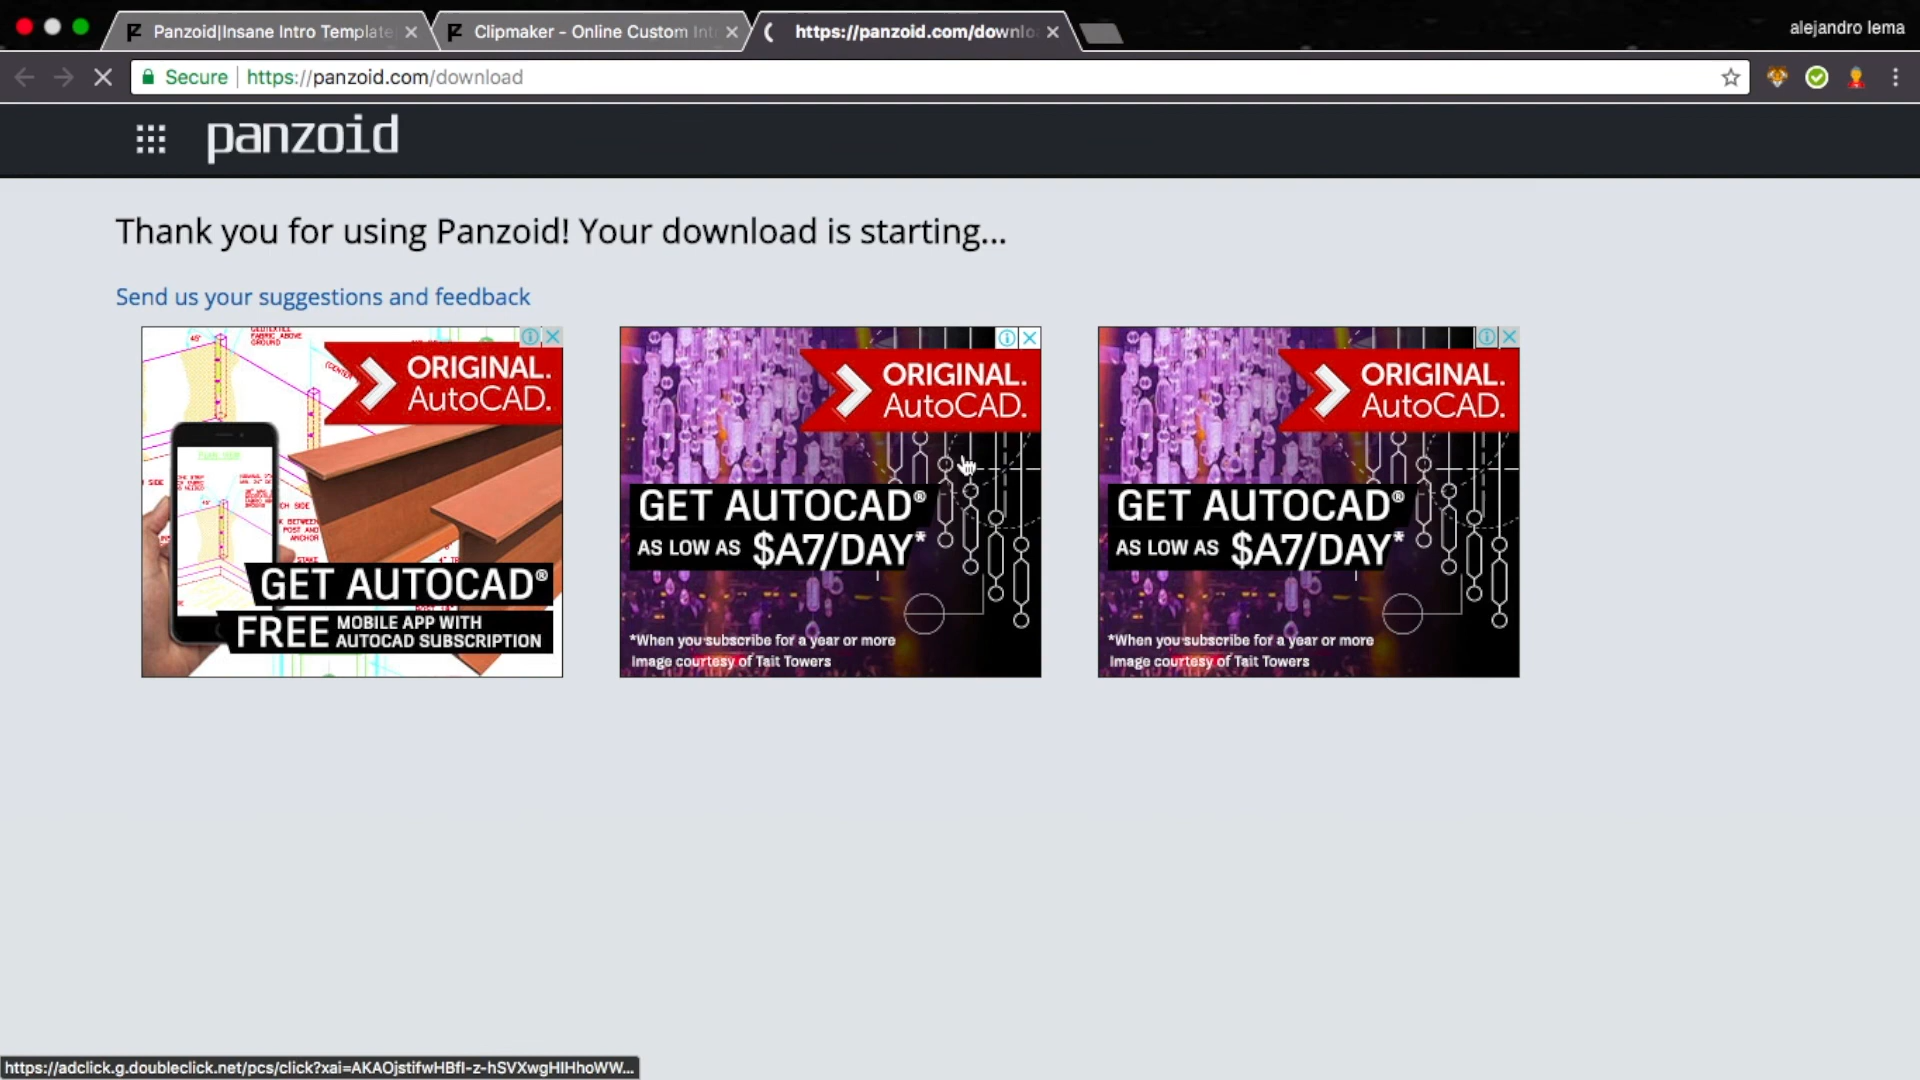 Panzoid|Insane Intro Template
Clipmaker - Online Custom Int
https://panzoid.com/downlo
alejandro lema
Secure
https://panzoid.com/download
panzoid
Thank you for using Panzoid! Your download is starting...
Send us your suggestions and feedback
GEOTEXTILE
FABRIC ABOVE
GROUND
ORIGINAL.
AutoCAD.
GET AUTOCAD®
FREE MOBILE APP WITH
AUTOCAD SUBSCRIPTION
ORIGINAL.
AutoCAD.
GET AUTOCAD®
AS LOW AS $A7/DAY*
*When you subscribe for a year or more
Image courtesy of Tait Towers
ORIGINAL.
AutoCAD.
GET AUTOCAD®
AS LOW AS $A7/DAY*
*When you subscribe for a year or more
Image courtesy of Tait Towers
https://adclick.g.doubleclick.net/pcs/click?xai=AKAOjstifwHBfI-z-hSVXwgHIHhoWW...